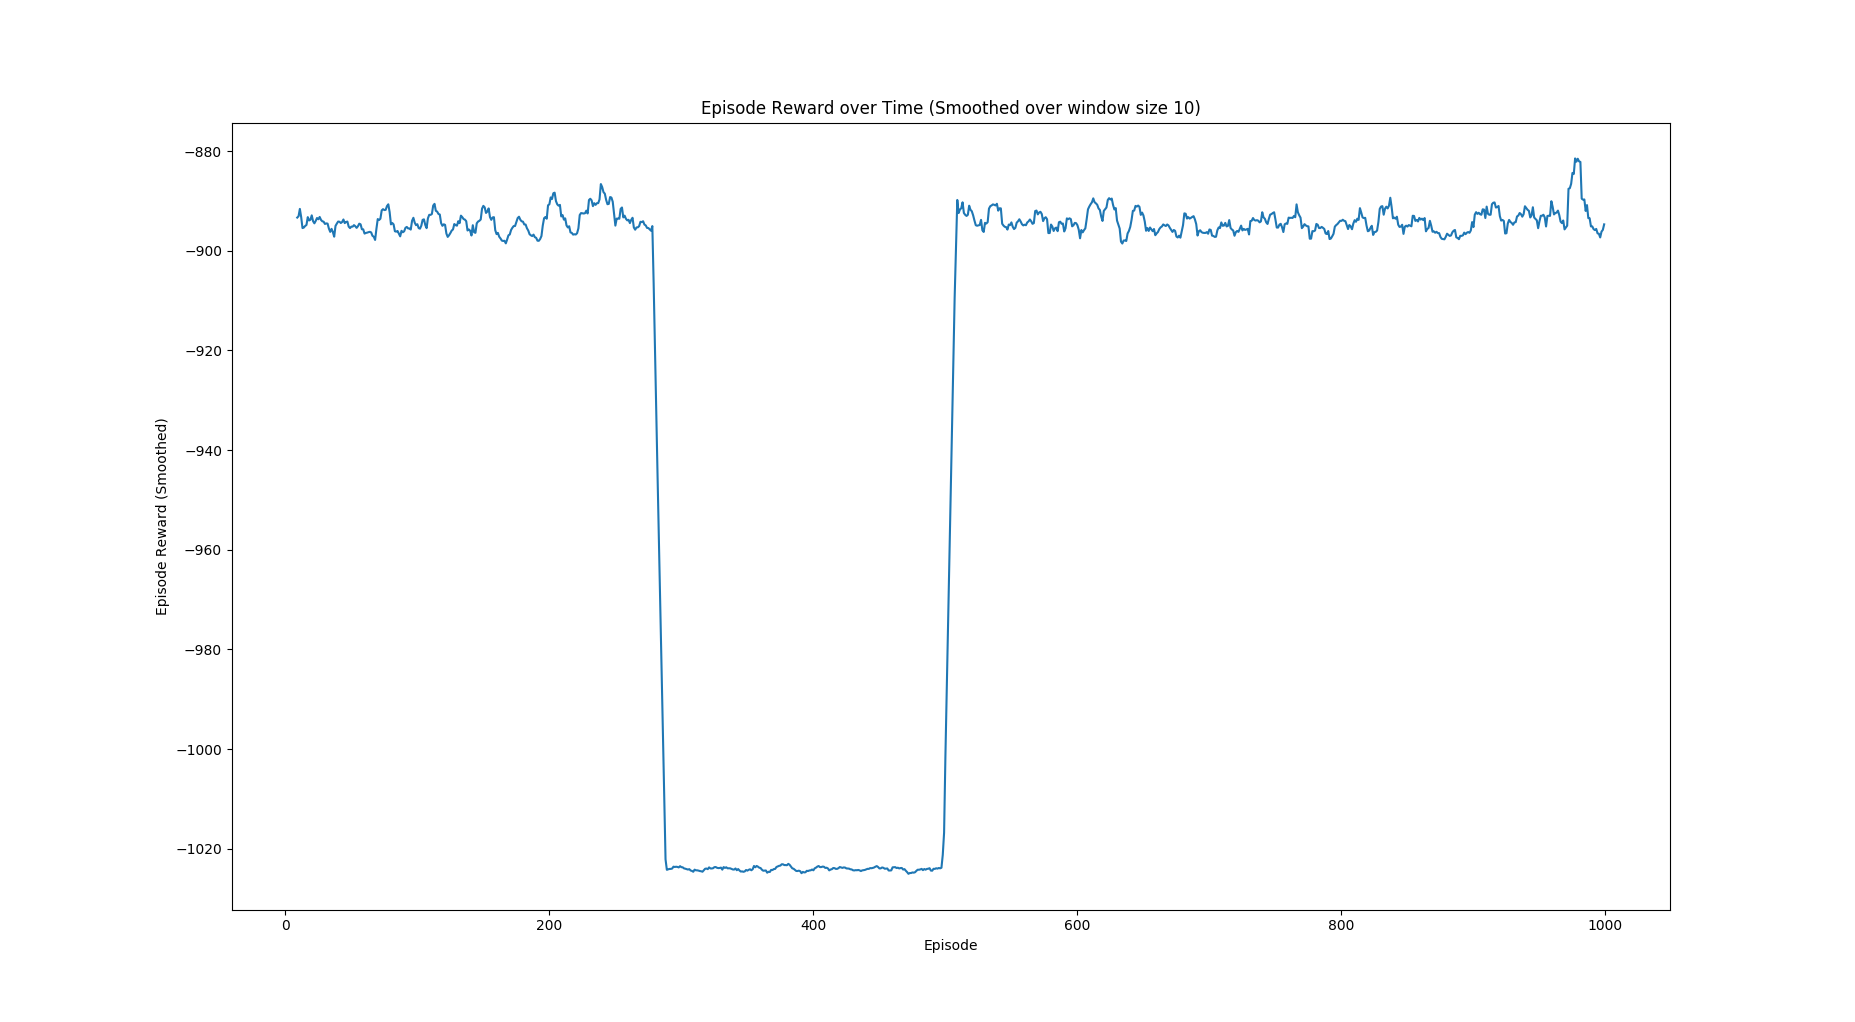 Episode Reward over Time (Smoothed over window size 10)
−880
−900
−920
−940
−960
−980
−1000
−1020
Episode Reward (Smoothed)
0 200 400 600 800 1000
Episode